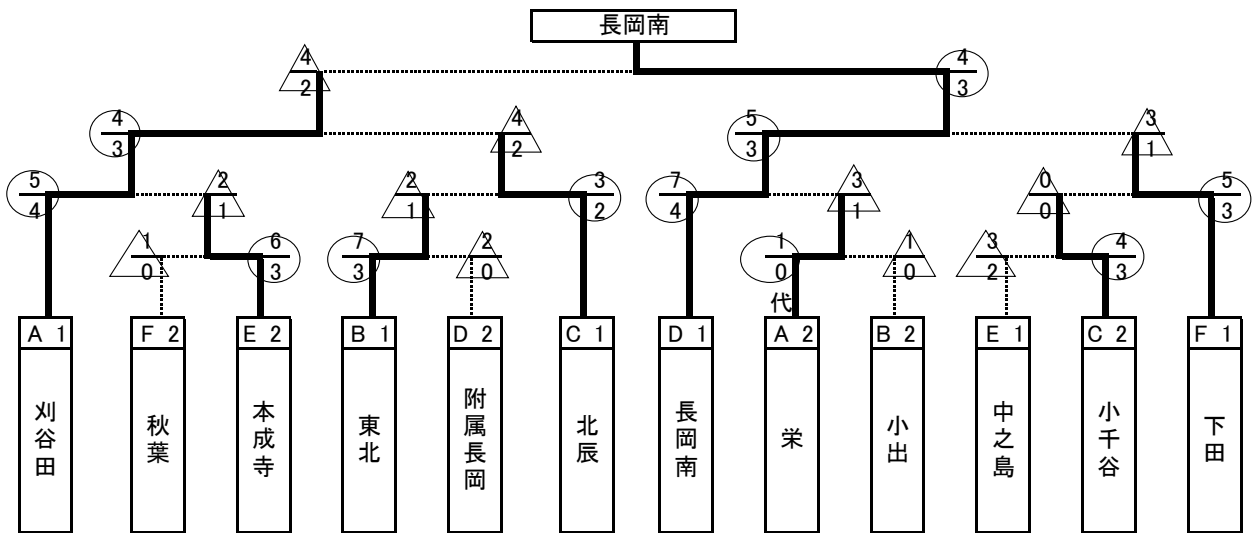 長岡南
4 4
2 3
4 4 5 3
3 2 3 1
5 2 2 3 7 3 0 5
4 1 1 2 4 1 0 3
1 6 7 2 1 1 3 4
0 3 3 0 0 0 2 3
代
A 1 F 2 E 2 B 1 D 2 C 1 D 1 A 2 B 2 E 1 C 2 F 1
刈谷田
秋葉
本成寺
東北
附属長岡
北辰
長岡南
栄
小出
中之島
小千谷
下田